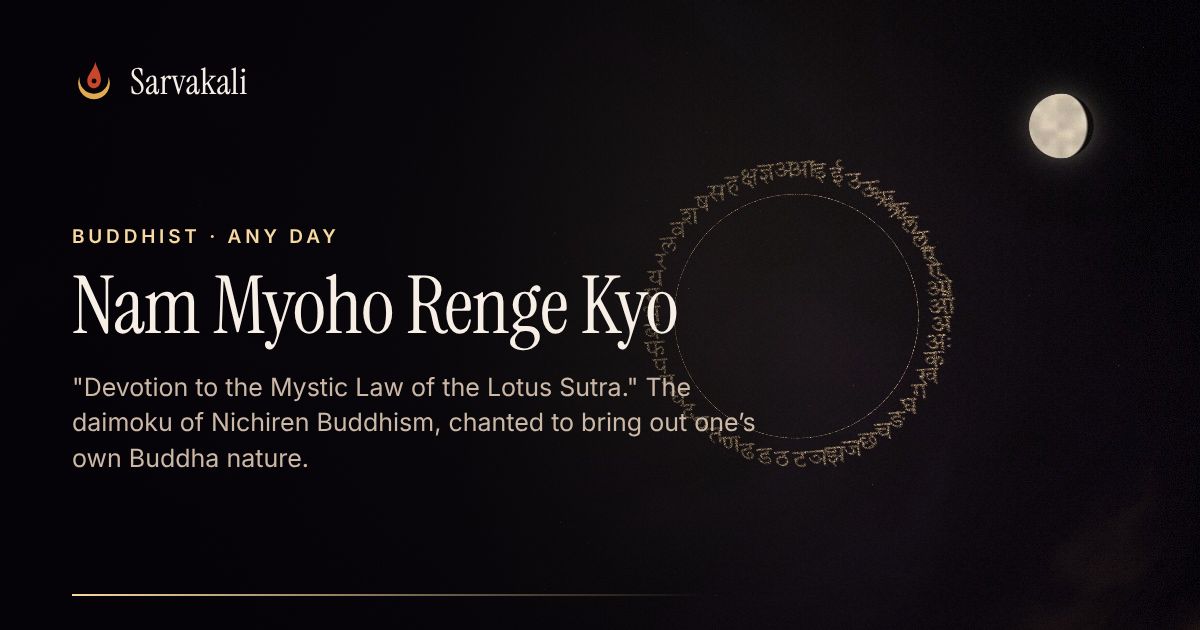 Sarvakali
BUDDHIST · ANY DAY
Nam Myoho Renge Kyo
"Devotion to the Mystic Law of the Lotus Sutra." The
daimoku of Nichiren Buddhism, chanted to bring out one’s
own Buddha nature.